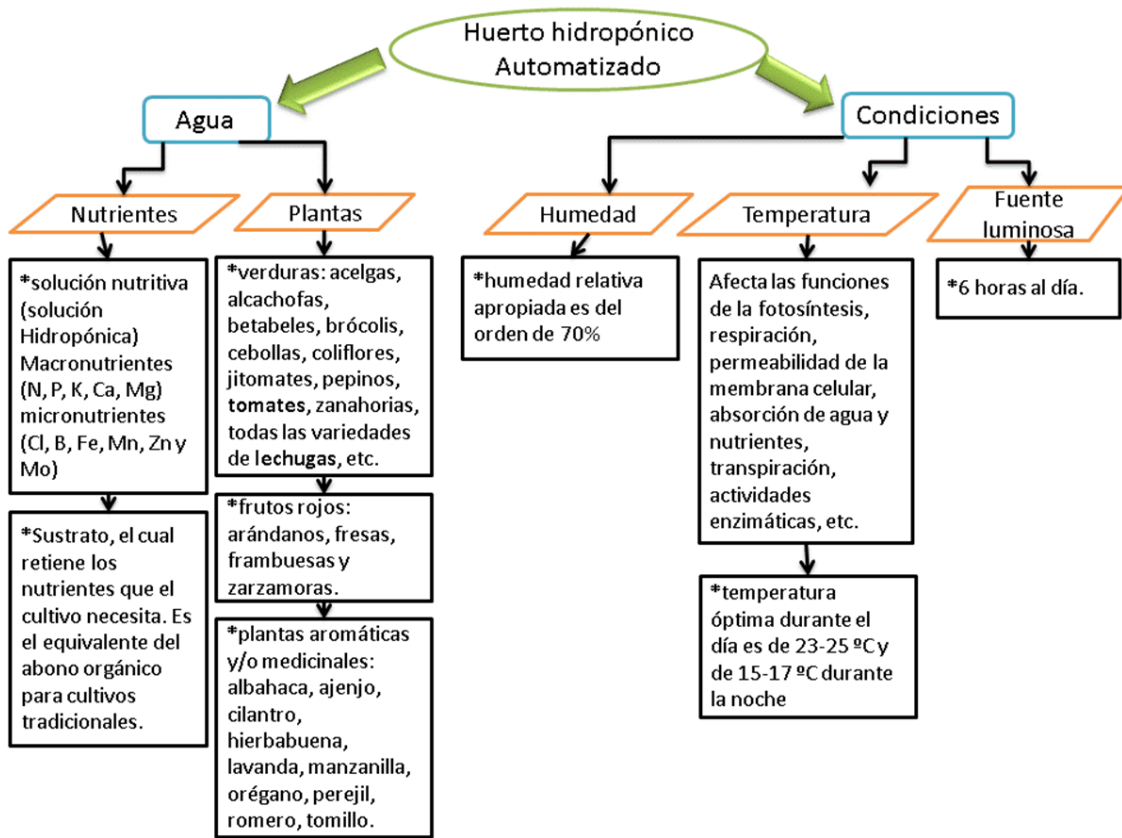 Huerto hidropónico
Automatizado
Agua
Condiciones
Nutrientes
Plantas
Humedad
Temperatura
Fuente
luminosa
*solución nutritiva
(solución
Hidropónica)
Macronutrientes
(N, P, K, Ca, Mg)
micronutrientes
(Cl, B, Fe, Mn, Zn y
Mo)
*Sustrato, el cual
retiene los
nutrientes que el
cultivo necesita. Es
el equivalente del
abono orgánico
para cultivos
tradicionales.
*verduras: acelgas,
alcachofas,
betabeles, brócolis,
cebollas, coliflores,
jitomates, pepinos,
tomates, zanahorias,
todas las variedades
de lechugas, etc.
*frutos rojos:
arándanos, fresas,
frambuesas y
zarzamoras.
*plantas aromáticas
y/o medicinales:
albahaca, ajenjo,
cilantro,
hierbabuena,
lavanda, manzanilla,
orégano, perejil,
romero, tomillo.
*humedad relativa
apropiada es del
orden de 70%
Afecta las funciones
de la fotosíntesis,
respiración,
permeabilidad de la
membrana celular,
absorción de agua y
nutrientes,
transpiración,
actividades
enzimáticas, etc.
*temperatura
óptima durante el
día es de 23-25 ºC y
de 15-17 ºC durante
la noche
*6 horas al día.